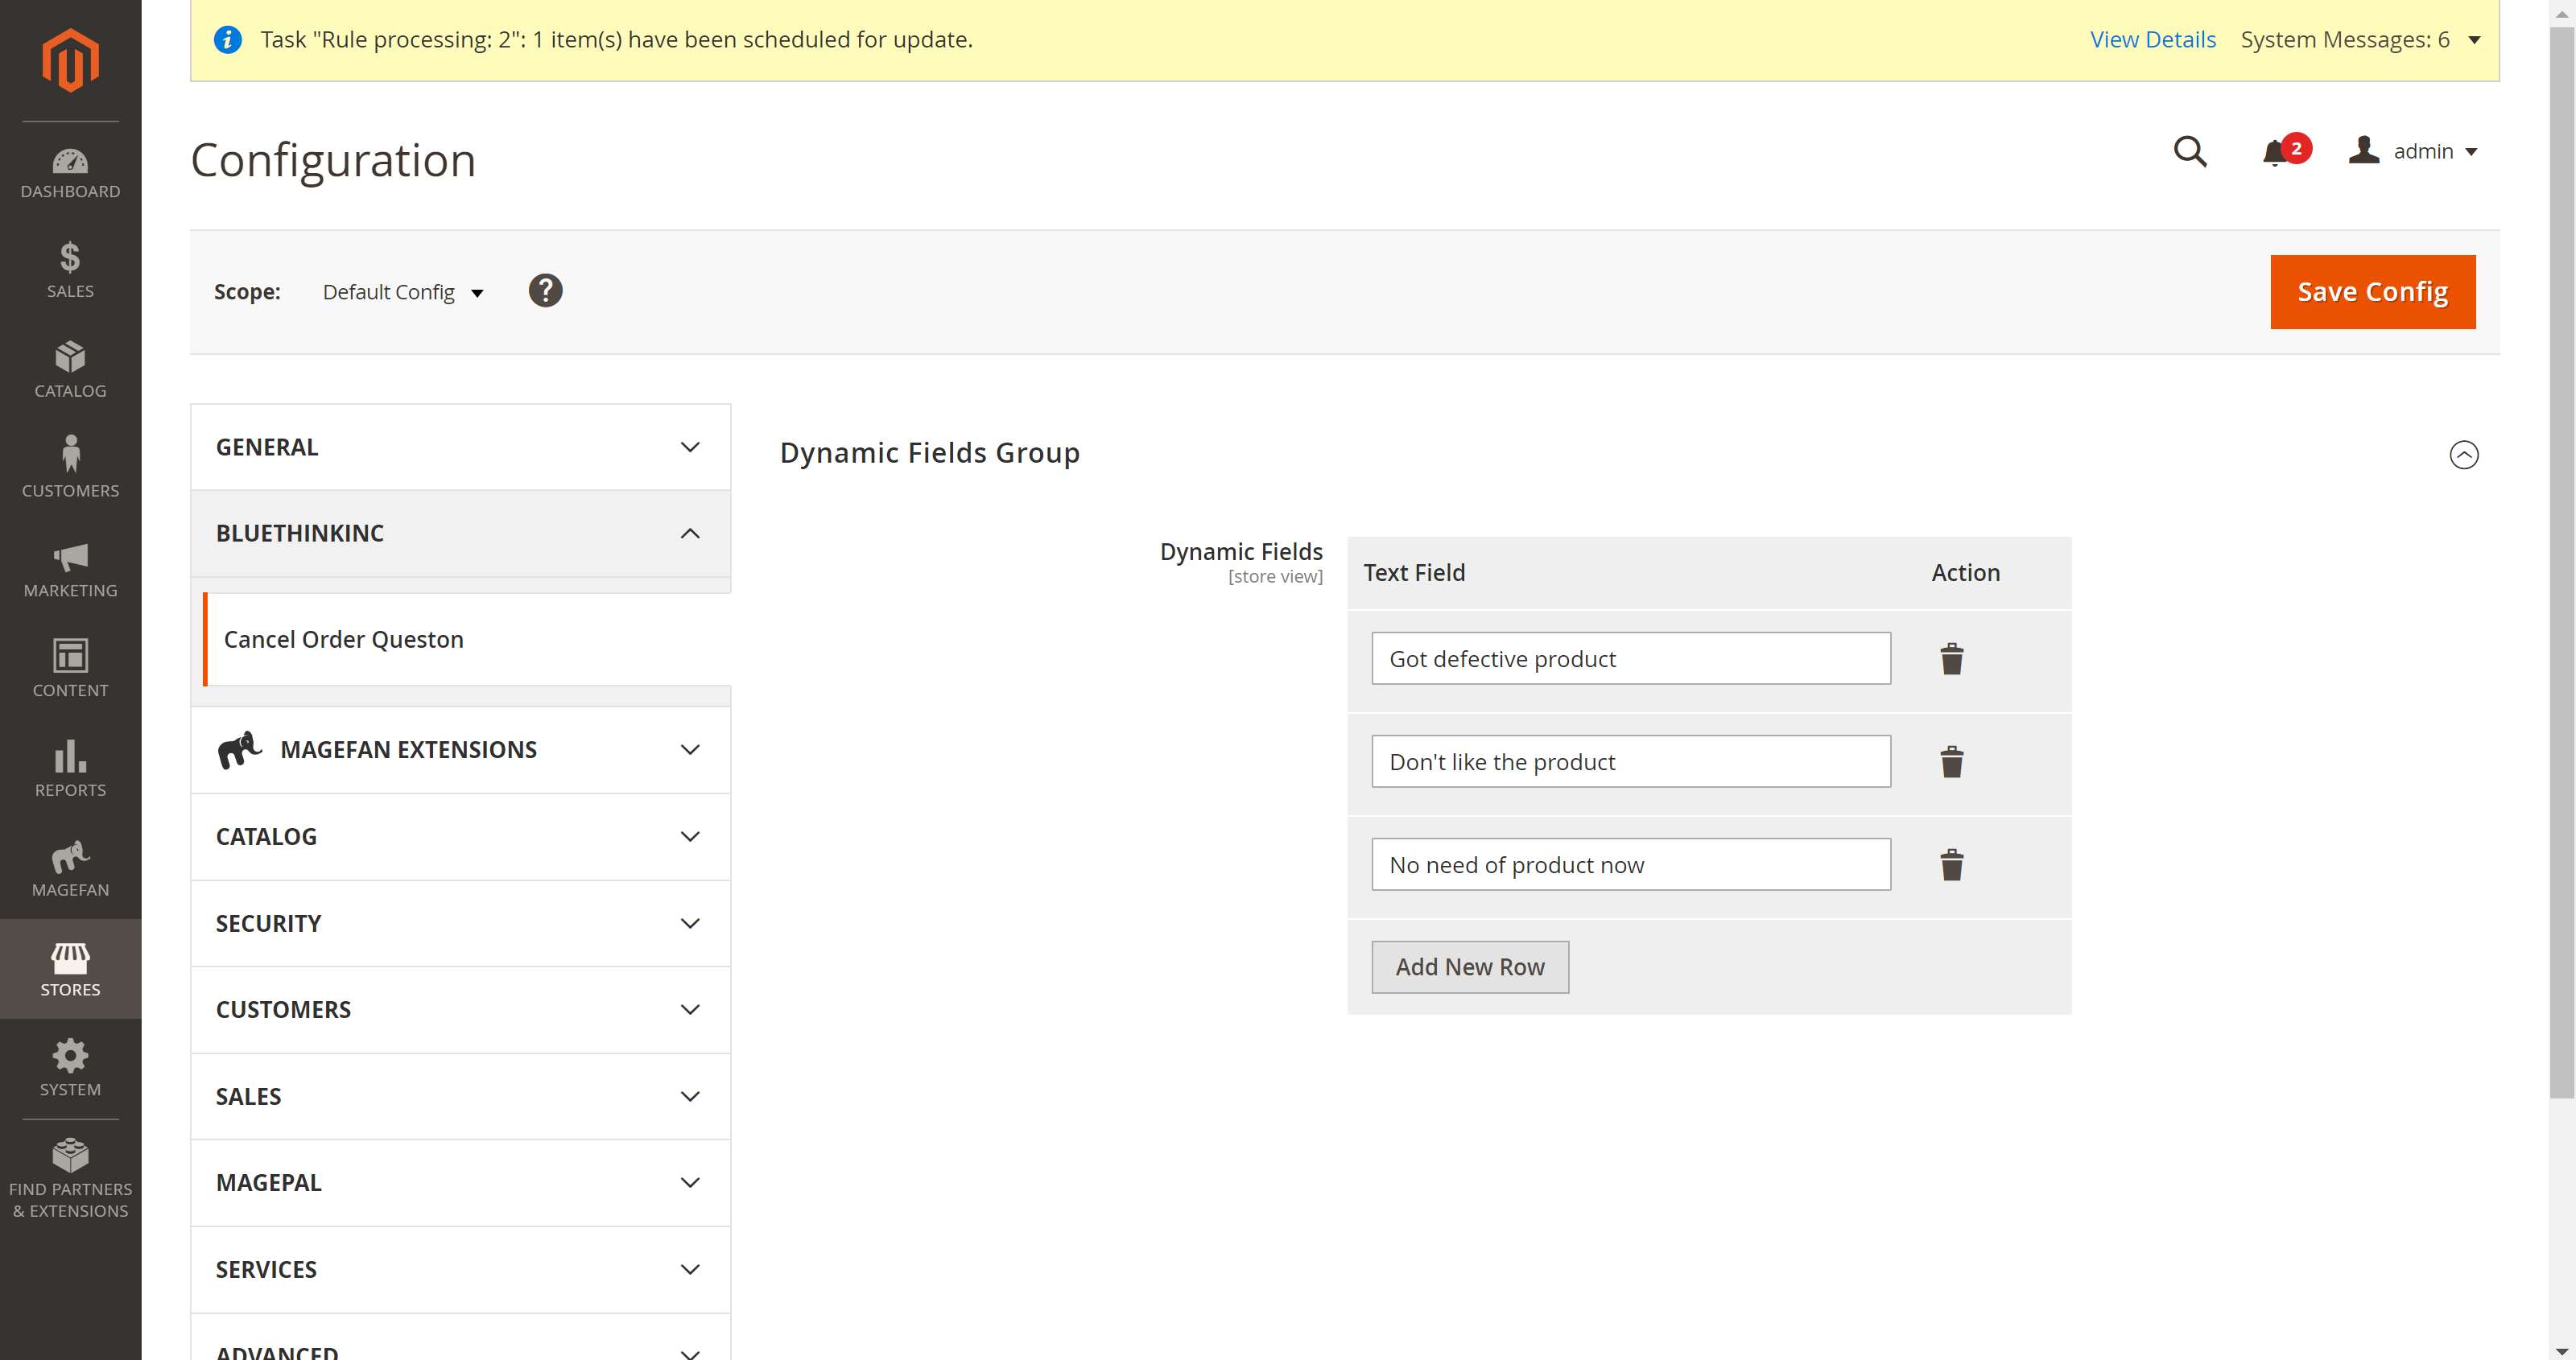 Task "Rule processing: 2": 1 item(s) have been scheduled for update.
View Details
System Messages: 6
Configuration
2
admin
Scope:
Default Config
?
Save Config
DASHBOARD
SALES
CATALOG
CUSTOMERS
MARKETING
CONTENT
REPORTS
MAGEFAN
STORES
SYSTEM
FIND PARTNERS
& EXTENSIONS
GENERAL
BLUETHINKINC
Cancel Order Queston
MAGEFAN EXTENSIONS
CATALOG
SECURITY
CUSTOMERS
SALES
MAGEPAL
SERVICES
ADVANCED
Dynamic Fields Group
Dynamic Fields
[store view]
Text Field
Action
Got defective product
Don't like the product
No need of product now
Add New Row